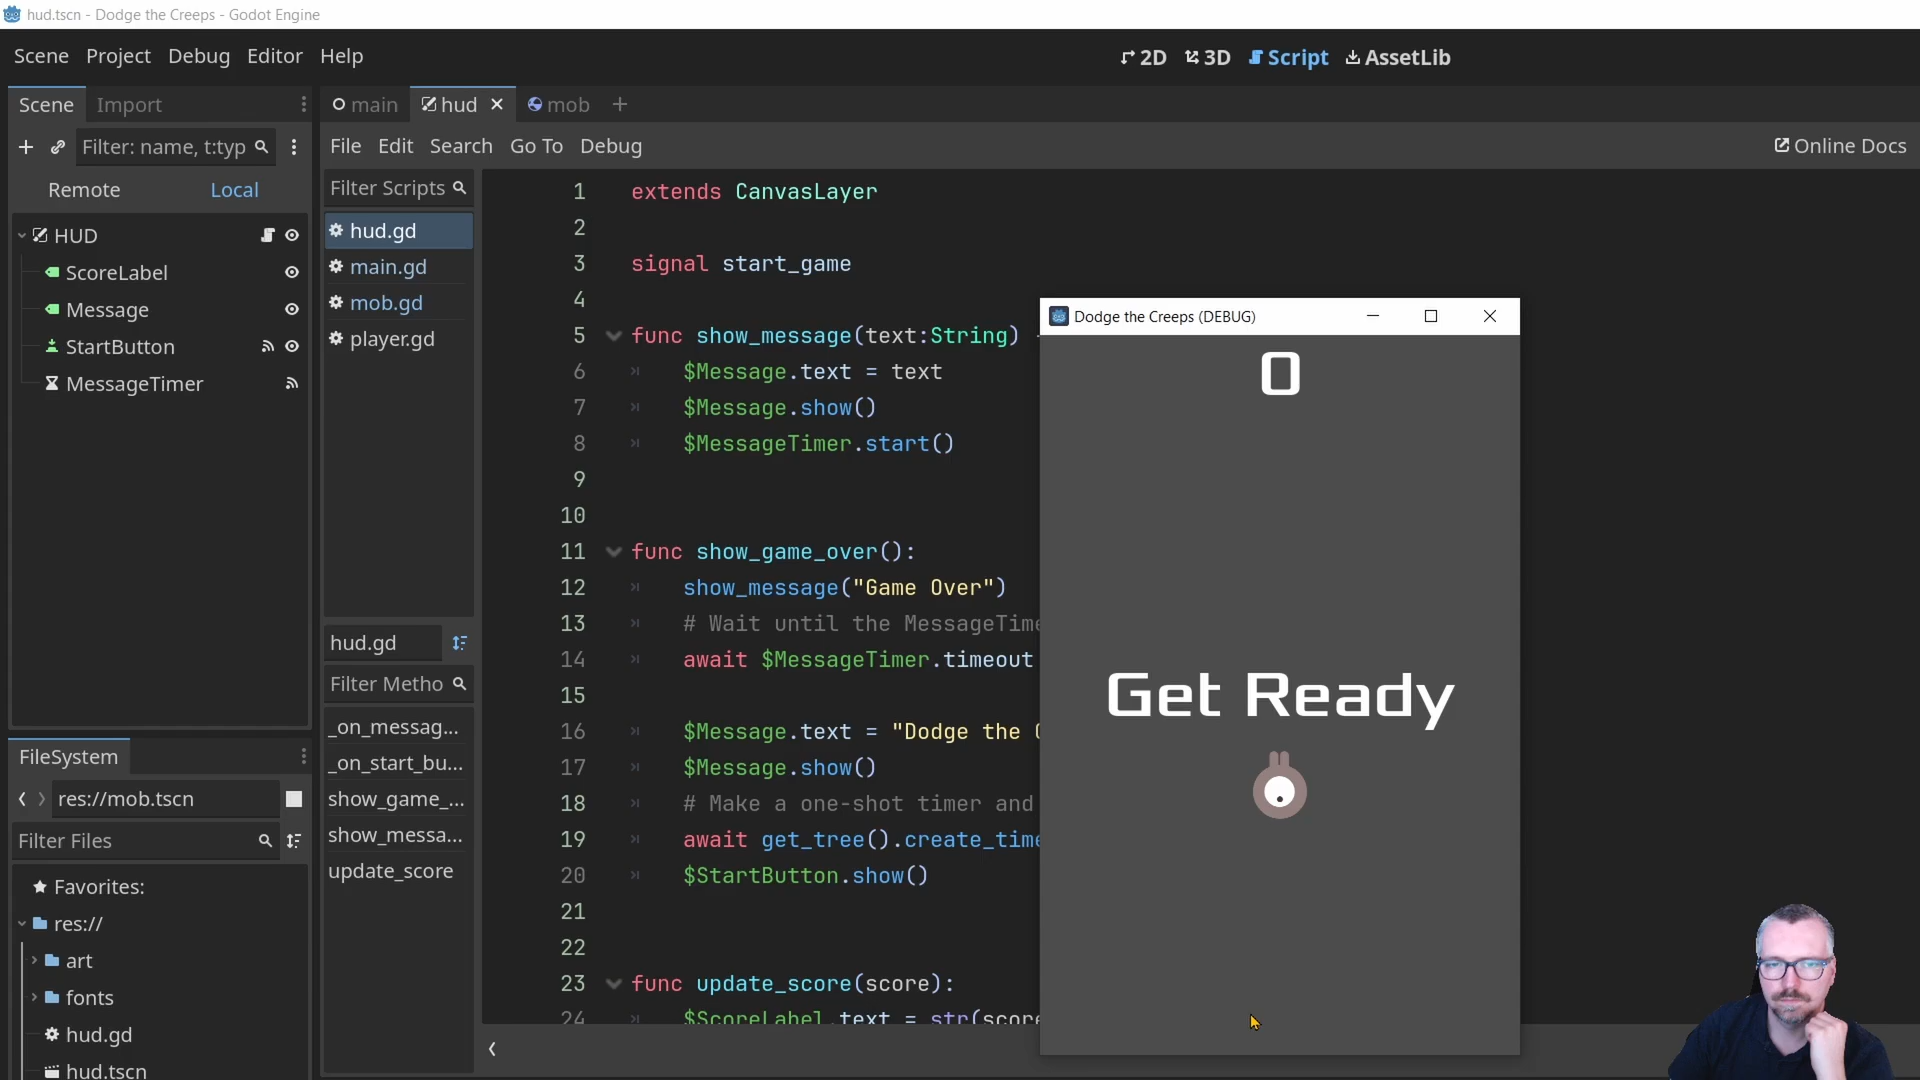 hud.tscn - Dodge the Creeps - Godot Engine
Scene Project Debug Editor Help
2D 3D Script AssetLib
Scene Import
main hud mob
Filter: name, t:typ
File Edit Search Go To Debug
Online Docs
Remote Local
Filter Scripts
HUD
ScoreLabel
Message
StartButton
MessageTimer
hud.gd
main.gd
mob.gd
player.gd
hud.gd
Filter Metho
_on_messag...
_on_start_bu...
show_game_...
show_messa...
update_score
FileSystem
res://mob.tscn
Filter Files
Favorites:
res://
art
fonts
hud.gd
hud.tscn
1 extends CanvasLayer
2
3 signal start_game
4
5 func show_message(text:String)
6 $Message.text = text
7 $Message.show()
8 $MessageTimer.start()
9
10
11 func show_game_over():
12 show_message("Game Over")
13 # Wait until the MessageTime
14 await $MessageTimer.timeout
15
16 $Message.text = "Dodge the
17 $Message.show()
18 # Make a one-shot timer and
19 await get_tree().create_time
20 $StartButton.show()
21
22
23 func update_score(score):
24 $ScoreLabel.text = str(score
Dodge the Creeps (DEBUG)
0
Get Ready